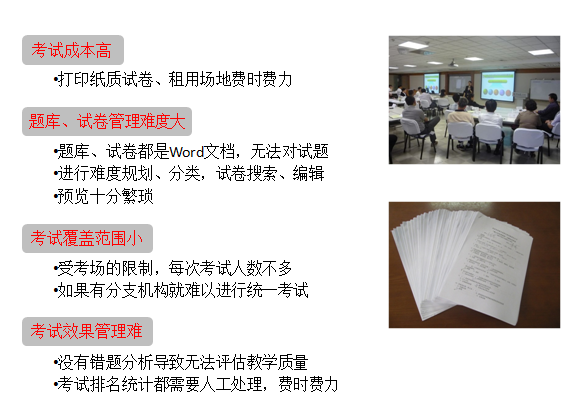 考试成本高
•打印纸质试卷、租用场地费时费力
题库、试卷管理难度大
•题库、试卷都是Word文档，无法对试题
•进行难度规划、分类，试卷搜索、编辑
•预览十分繁琐
考试覆盖范围小
•受考场的限制，每次考试人数不多
•如果有分支机构就难以进行统一考试
考试效果管理难
•没有错题分析导致无法评估教学质量
•考试排名统计都需要人工处理，费时费力